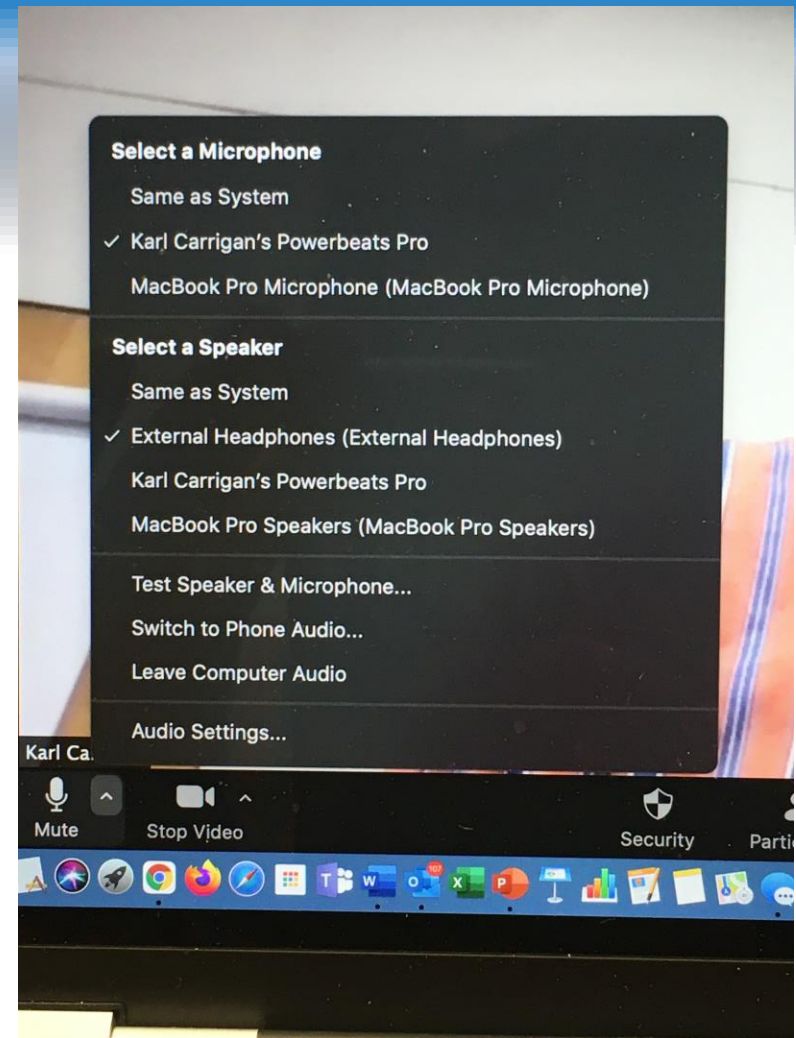 Select a Microphone
Same as System
✓ Karl Carrigan's Powerbeats Pro
MacBook Pro Microphone (MacBook Pro Microphone)
Select a Speaker
Same as System
✓ External Headphones (External Headphones)
Karl Carrigan's Powerbeats Pro
MacBook Pro Speakers (MacBook Pro Speakers)
Test Speaker & Microphone...
Switch to Phone Audio...
Leave Computer Audio
Audio Settings...
Karl Ca
Mute
Stop Video
Security
Parti
T
W
O
107
X
P